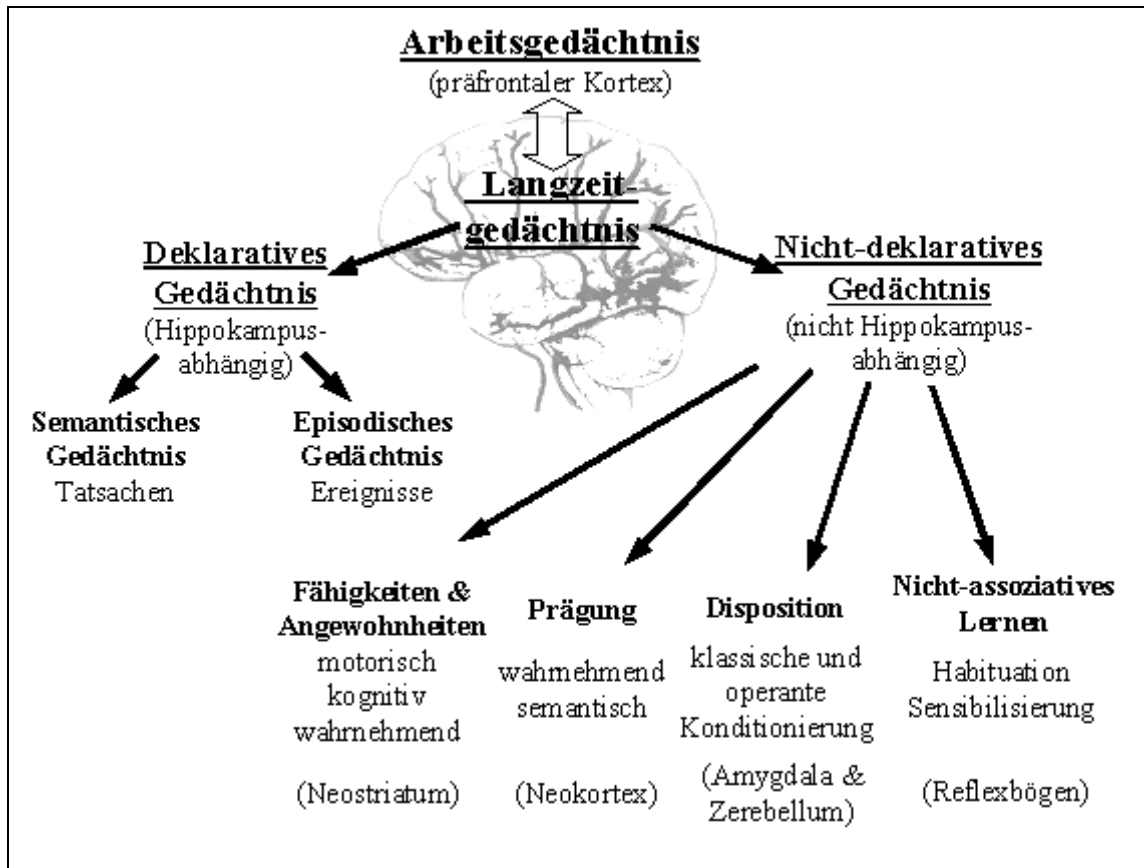 Arbeitsgedächtnis
(präfrontaler Kortex)
Langzeit-
gedächtnis
Deklaratives
Gedächtnis
(Hippokampus-
abhängig)
Nicht-deklaratives
Gedächtnis
(nicht Hippokampus-
abhängig)
Semantisches
Gedächtnis
Tatsachen
Episodisches
Gedächtnis
Ereignisse
Fähigkeiten &
Angewohnheiten
motorisch
kognitiv
wahrnehmend
(Neostriatum)
Prägung
wahrnehmend
semantisch
(Neokortex)
Disposition
klassische und
operante
Konditionierung
(Amygdala &
Zerebellum)
Nicht-assoziatives
Lernen
Habituation
Sensibilisierung
(Reflexbögen)